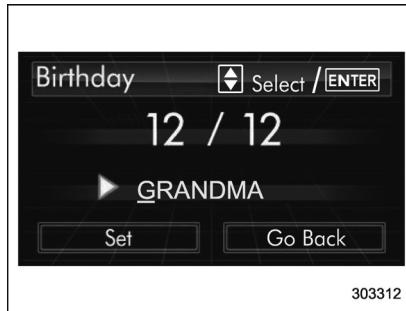 Birthday Select / ENTER
12 / 12
GRANDMA
Set Go Back
303312